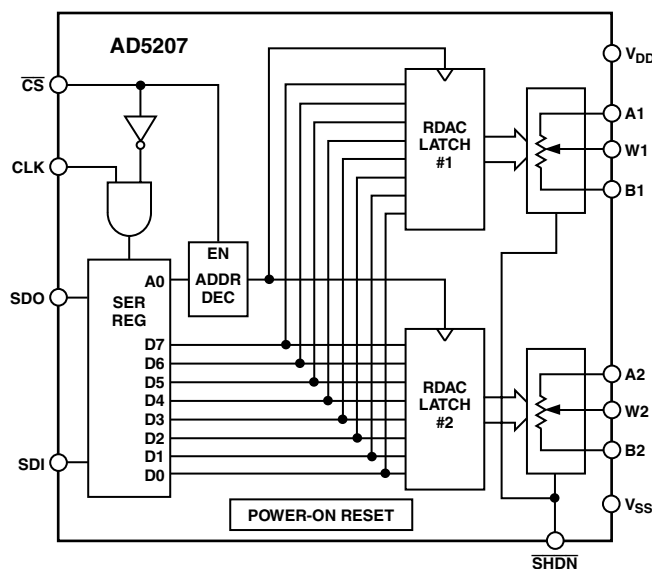 AD5207
CS
CLK
SDO
SDI
EN
A0
ADDR
DEC
SER
REG
D7
D6
D5
D4
D3
D2
D1
D0
RDAC
LATCH
#1
RDAC
LATCH
#2
POWER-ON RESET
VDD
A1
W1
B1
A2
W2
B2
VSS
SHDN